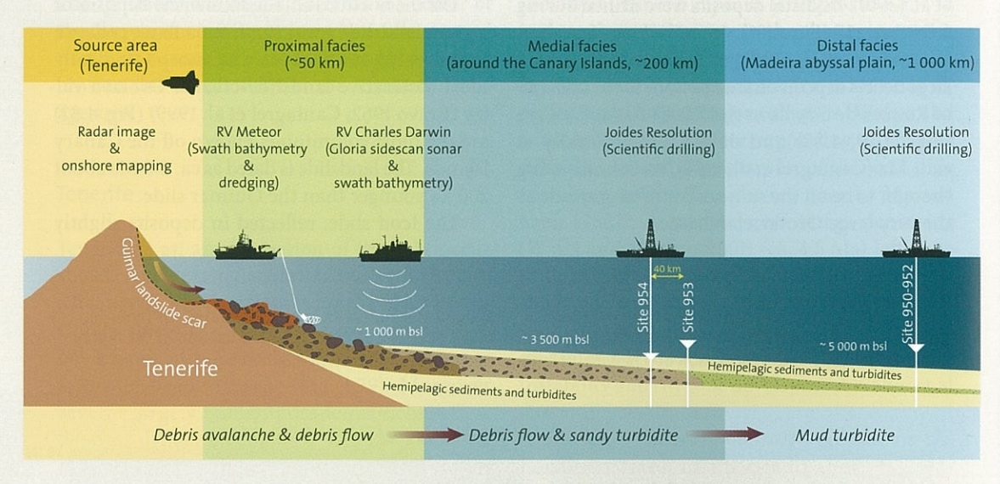 Source area
(Tenerife)
Proximal facies
(~50 km)
Medial facies
(around the Canary Islands, ~200 km)
Distal facies
(Madeira abyssal plain, ~1 000 km)
Radar image
&
onshore mapping
RV Meteor
(Swath bathymetry
&
dredging)
RV Charles Darwin
(Gloria sidescan sonar
&
swath bathymetry)
Joides Resolution
(Scientific drilling)
Joides Resolution
(Scientific drilling)
Güimar landslide scar
Tenerife
~ 1 000 m bsl
~ 3 500 m bsl
40 km
Site 954
Site 953
~ 5 000 m bsl
Site 950-952
Hemipelagic sediments and turbidites
Hemipelagic sediments and turbidites
Debris avalanche & debris flow
Debris flow & sandy turbidite
Mud turbidite